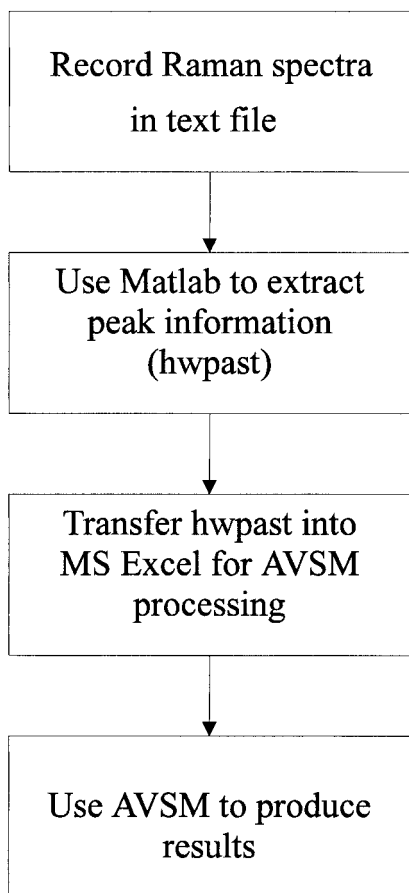 Record Raman spectra
in text file
Use Matlab to extract
peak information
(hwpast)
Transfer hwpast into
MS Excel for AVSM
processing
Use AVSM to produce
results